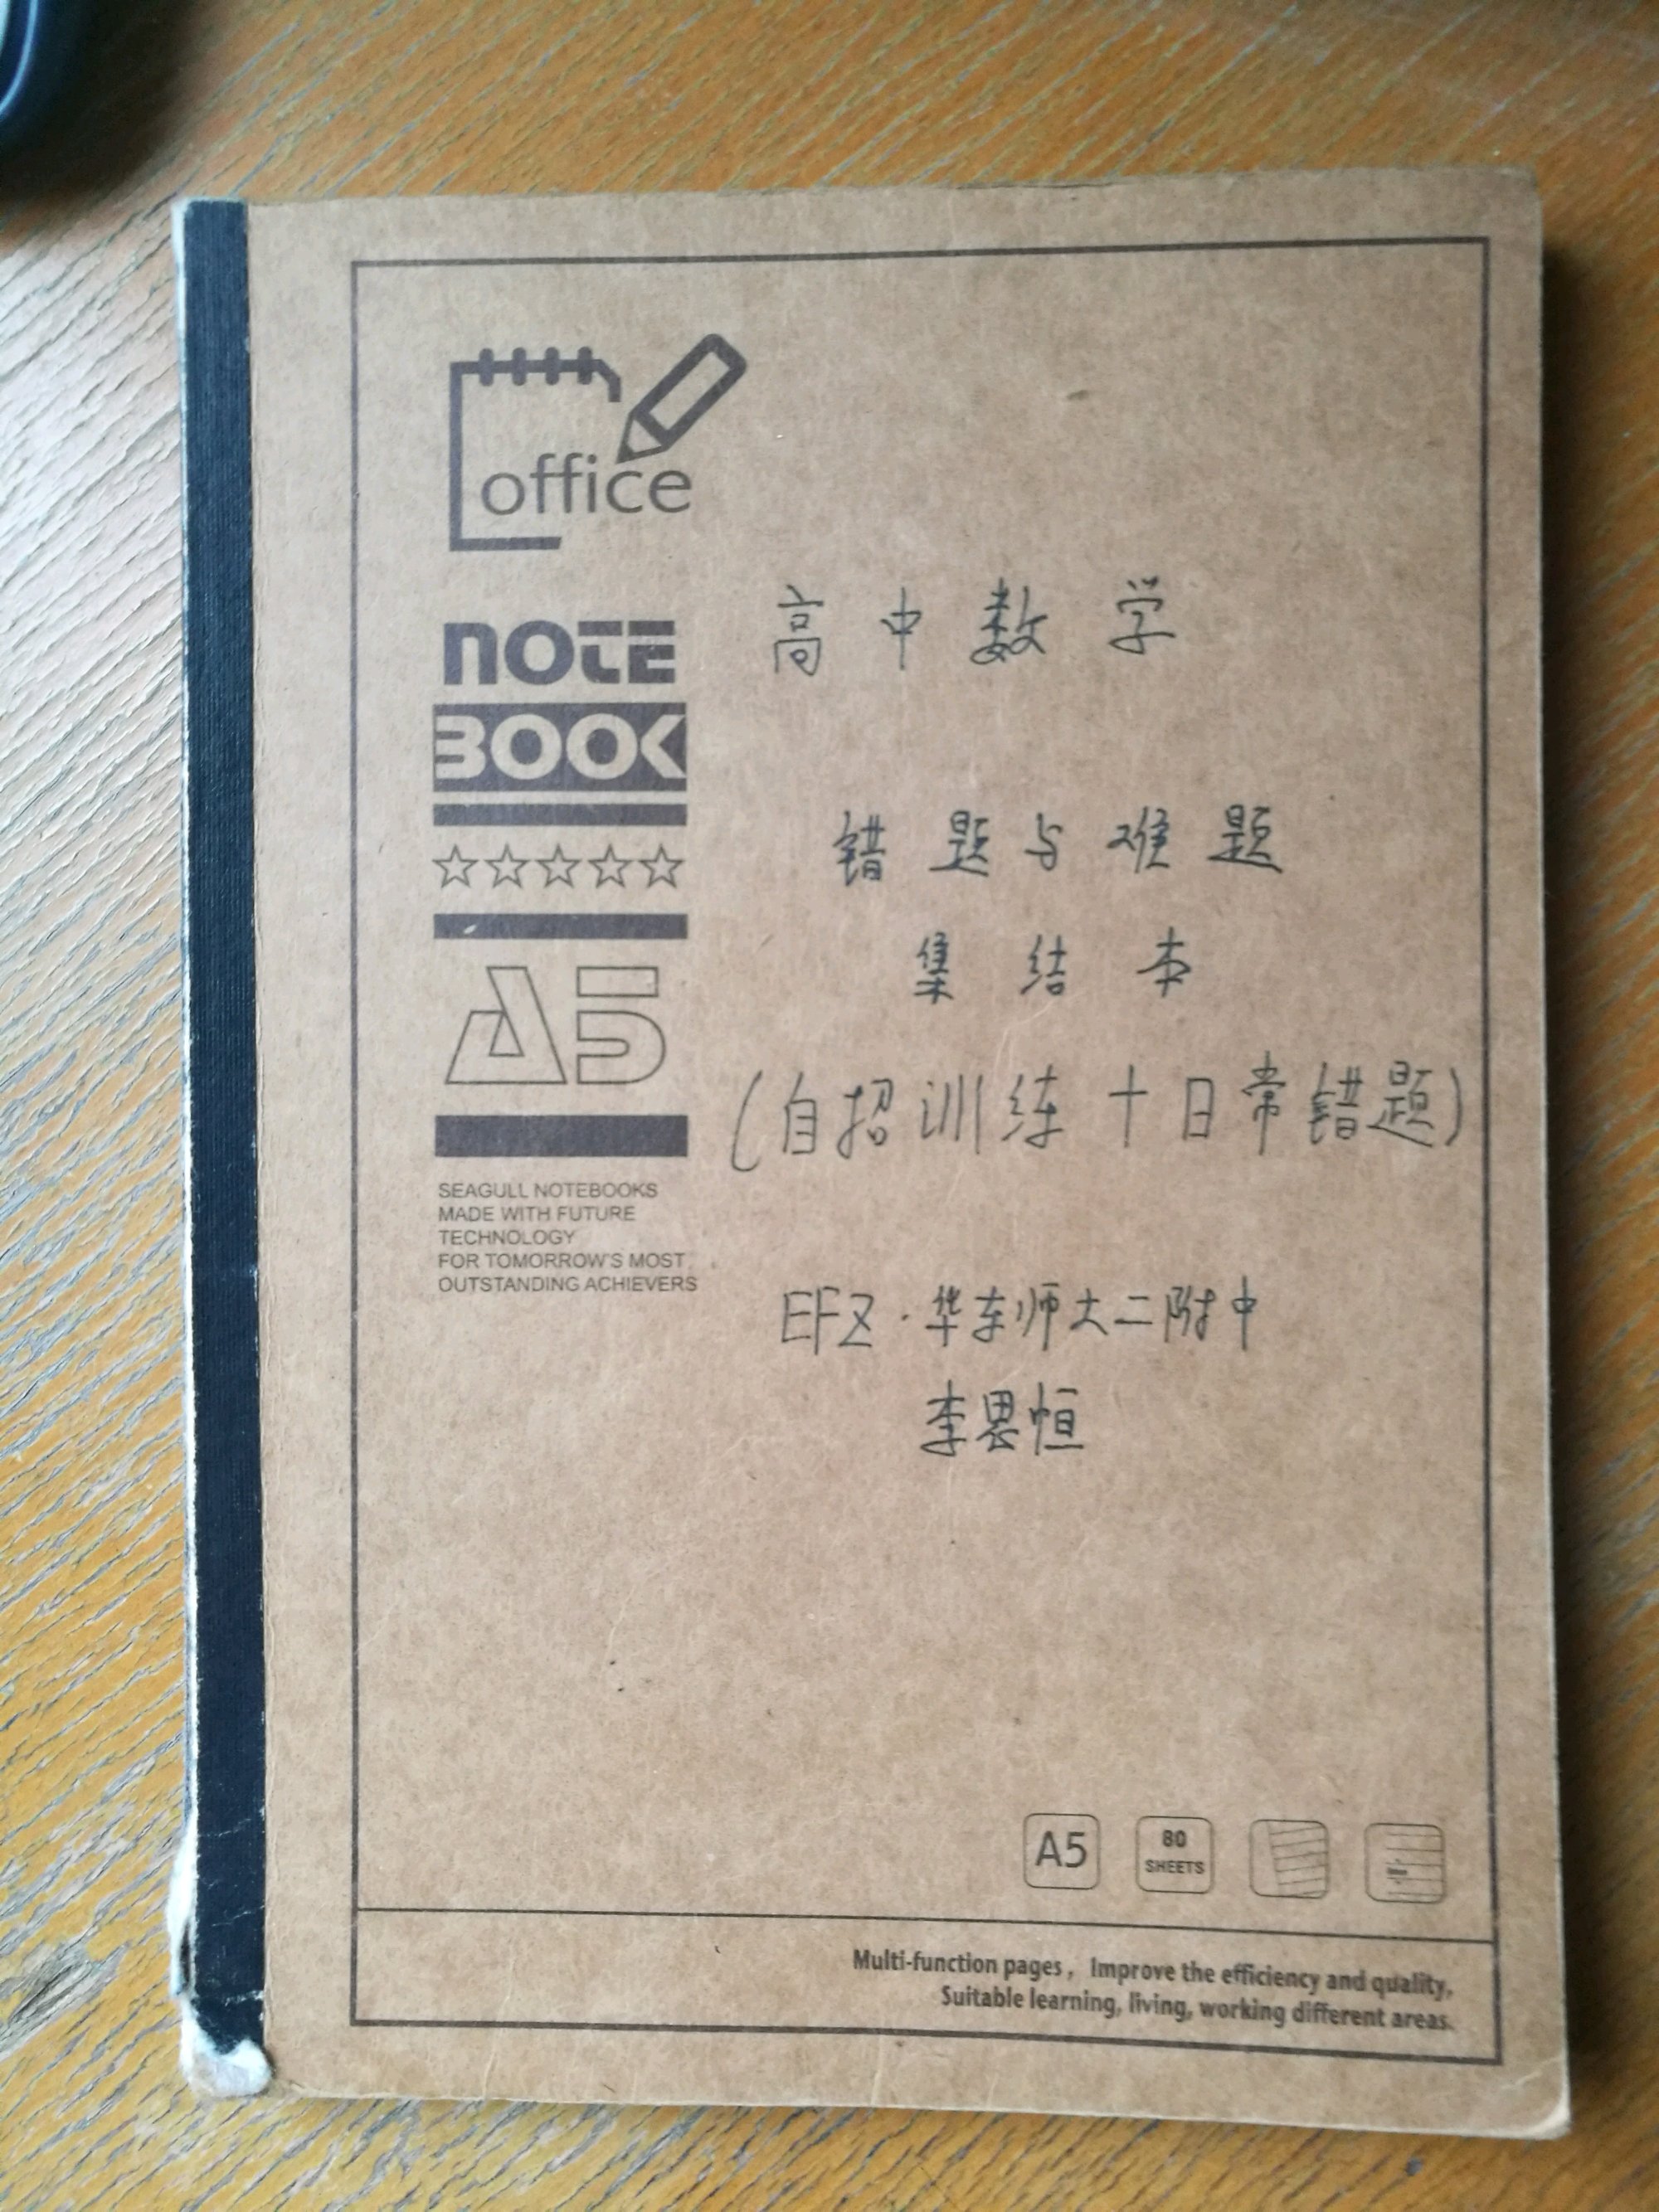 office
NOTE
BOOK
A5
SEAGULL NOTEBOOKS
MADE WITH FUTURE
TECHNOLOGY
FOR TOMORROW'S MOST
OUTSTANDING ACHIEVERS
高中数学
错题与难题
集结本
(自招训练+日常错题)
EFZ·华东师大二附中
李畏恒
A5
80
SHEETS
Multi-function pages, Improve the efficiency and quality,
Suitable learning, living, working different areas.